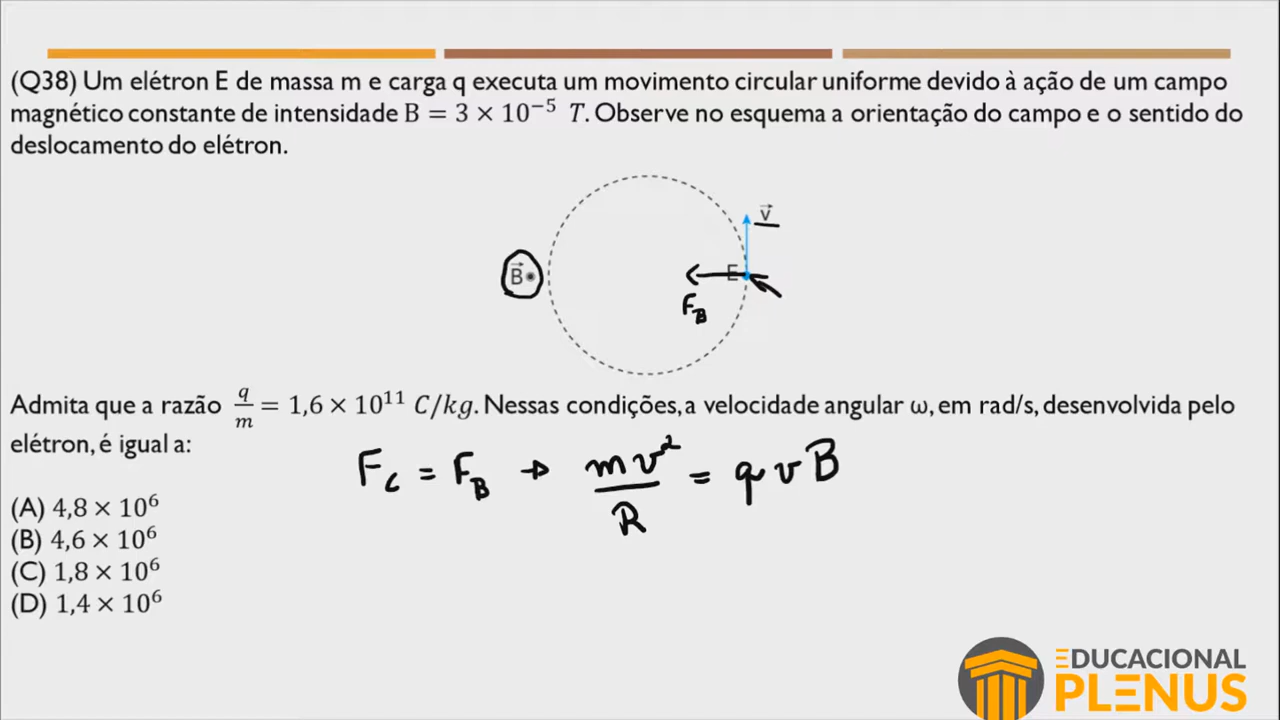 (Q38) Um elétron E de massa m e carga q executa um movimento circular uniforme devido à ação de um campo
magnético constante de intensidade B = 3 × 10⁻⁵ T. Observe no esquema a orientação do campo e o sentido do
deslocamento do elétron.
v⃗
B⃗
E
F_B
Admita que a razão q/m = 1,6 × 10¹¹ C/kg. Nessas condições, a velocidade angular ω, em rad/s, desenvolvida pelo
elétron, é igual a:
F_C = F_B → mv²/R = qvB
(A) 4,8 × 10⁶
(B) 4,6 × 10⁶
(C) 1,8 × 10⁶
(D) 1,4 × 10⁶
EDUCACIONAL
PLENUS